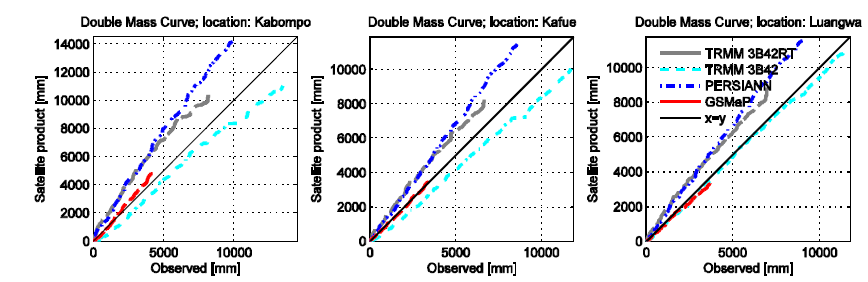 Double Mass Curve; location: Kabompo
Satellite product [mm]
14000
12000
10000
8000
6000
4000
2000
0
0 5000 10000
Observed [mm]
Double Mass Curve; location: Kafue
Satellite product [mm]
10000
8000
6000
4000
2000
0
0 5000 10000
Observed [mm]
Double Mass Curve; location: Luangwa
Satellite product [mm]
10000
8000
6000
4000
2000
0
0 5000 10000
Observed [mm]
TRMM 3B42RT
TRMM 3B42
PERSIANN
GSMaP
x=y